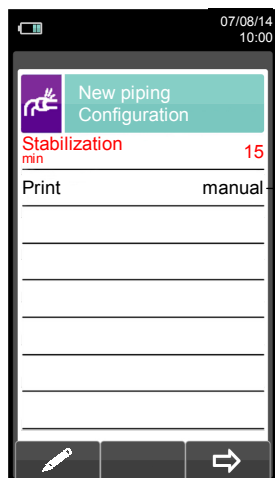 07/08/14
10:00
New piping
Configuration
Stabilization
min
15
Print manual